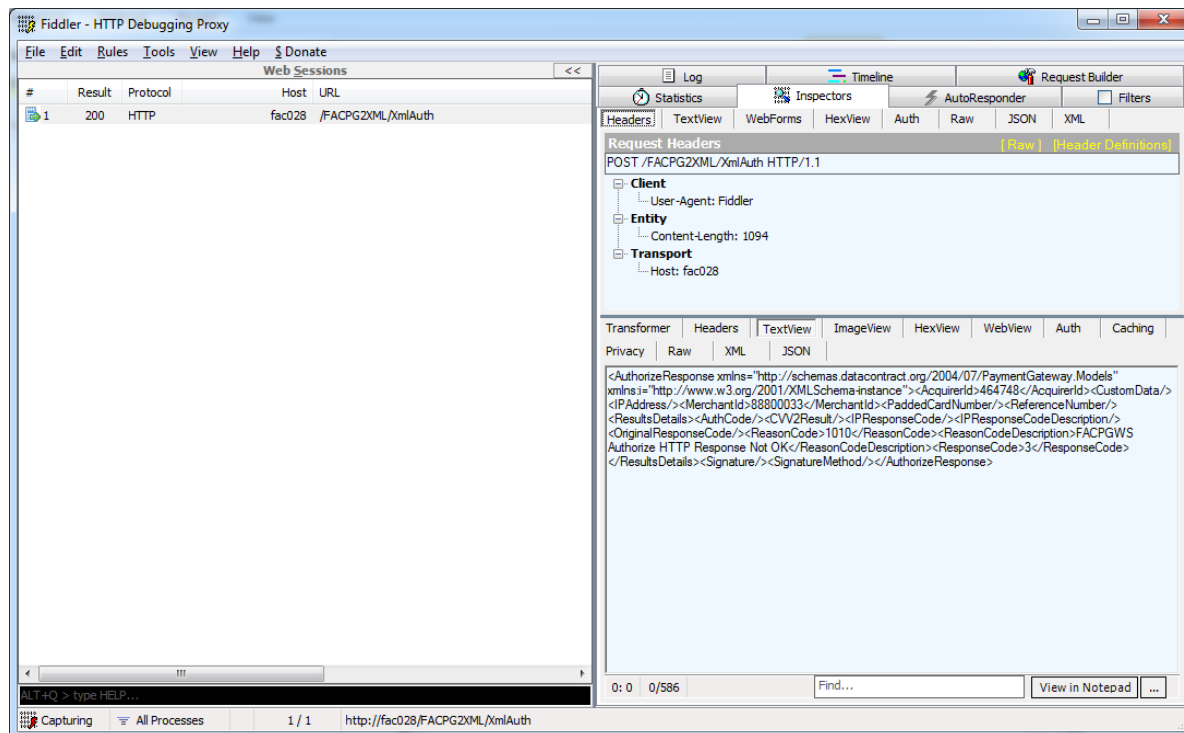 Fiddler - HTTP Debugging Proxy
File Edit Rules Tools View Help $ Donate
Web Sessions <<
# Result Protocol Host URL
1 200 HTTP fac028 /FACPG2XML/XmlAuth
Log Timeline Request Builder
Statistics Inspectors AutoResponder Filters
Headers TextView WebForms HexView Auth Raw JSON XML
Request Headers [ Raw ] [Header Definitions]
POST /FACPG2XML/XmlAuth HTTP/1.1
Client
User-Agent: Fiddler
Entity
Content-Length: 1094
Transport
Host: fac028
Transformer Headers TextView ImageView HexView WebView Auth Caching
Privacy Raw XML JSON
<AuthorizeResponse xmlns="http://schemas.datacontract.org/2004/07/PaymentGateway.Models"
xmlns:i="http://www.w3.org/2001/XMLSchema-instance"><AcquirerId>464748</AcquirerId><CustomData/>
<IPAddress/><MerchantId>88800033</MerchantId><PaddedCardNumber/><ReferenceNumber/>
<ResultsDetails><AuthCode/><CVV2Result/><IPResponseCode/><IPResponseCodeDescription/>
<OriginalResponseCode/><ReasonCode>1010</ReasonCode><ReasonCodeDescription>FACPGWS
Authorize HTTP Response Not OK</ReasonCodeDescription><ResponseCode>3</ResponseCode>
</ResultsDetails><Signature/><SignatureMethod/></AuthorizeResponse>
0: 0 0/586 Find... View in Notepad ...
ALT+Q > type HELP...
Capturing All Processes 1 / 1 http://fac028/FACPG2XML/XmlAuth